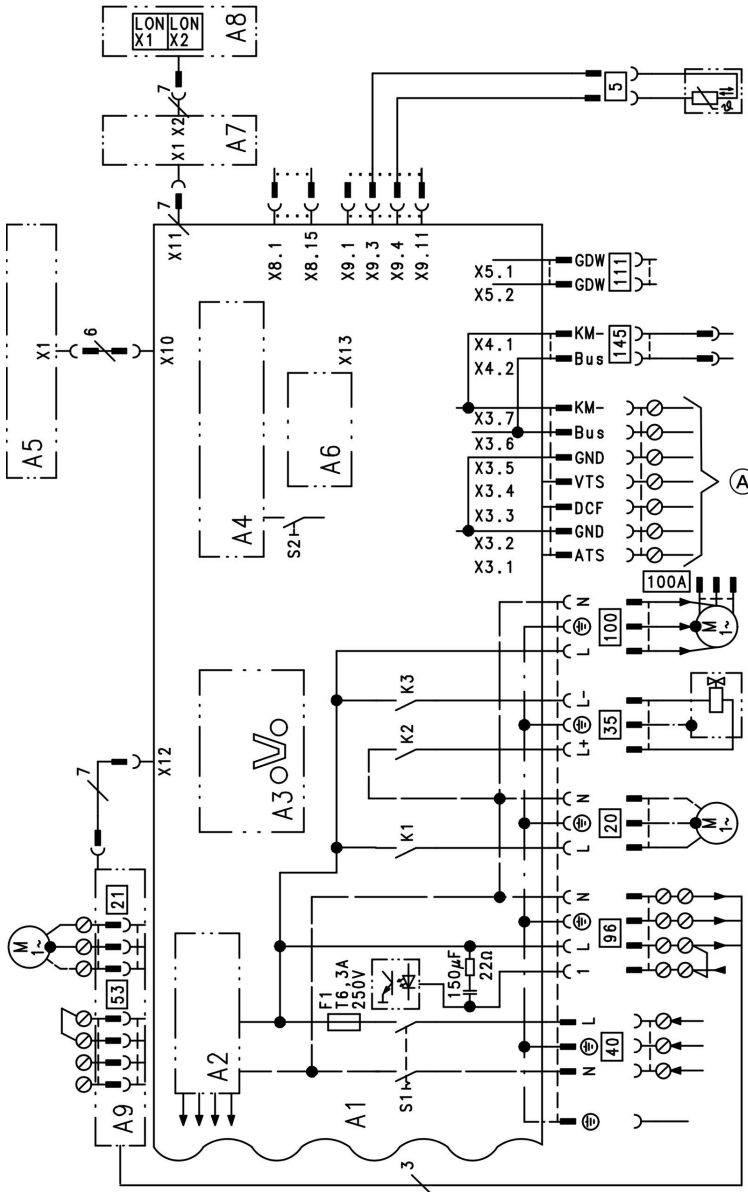 LON LON
X1 X2
A8
7
X1 X2
A7
7
X11
A5
X1
6
X10
X8.1
X8.15
X9.1
X9.3
X9.4
X9.11
5
ϑ
X13
A6
A4
S2
X5.1 GDW
X5.2 GDW
111
X4.1 KM-
X4.2 Bus
145
X3.7 KM-
X3.6 Bus
X3.5 GND
X3.4 VTS
X3.3 DCF
X3.2 GND
X3.1 ATS
A
100A
X12
7
A3
21
M
1~
53
A9
A2
A1
F1
T6,3A
250V
150µF
22Ω
S1
K1
K2
K3
N
L
100
M
1~
L-
L+
35
N
L
20
M
1~
N
L
1
96
L
N
40
3